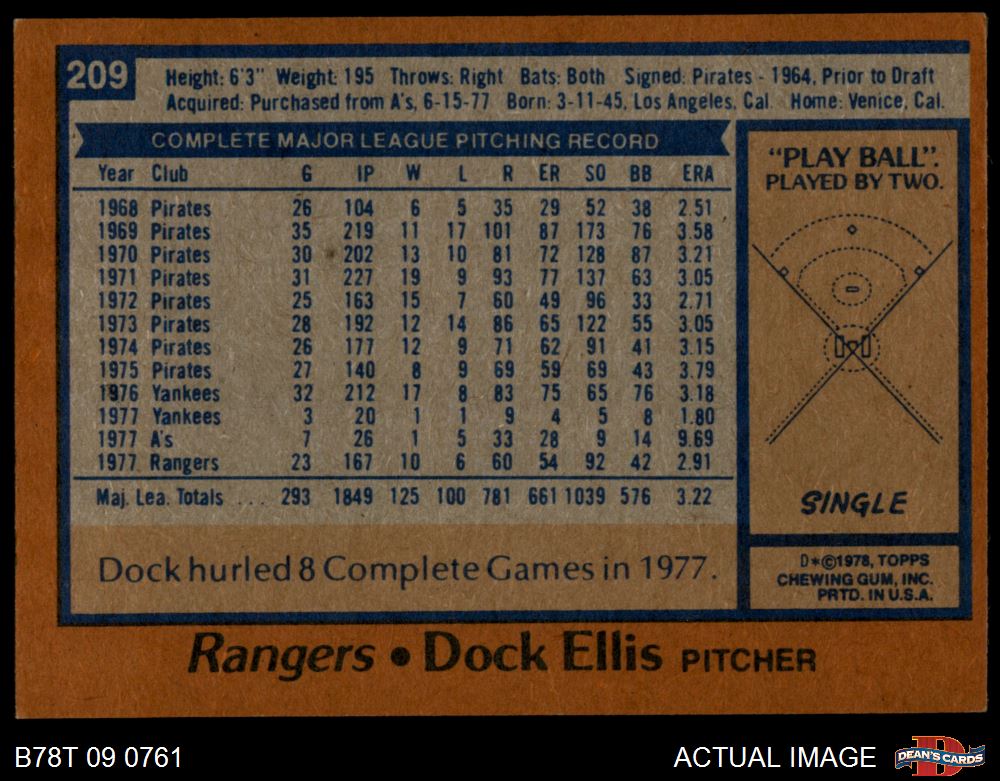 209
Height: 6'3" Weight: 195 Throws: Right Bats: Both Signed: Pirates - 1964, Prior to Draft
Acquired: Purchased from A's, 6-15-77 Born: 3-11-45, Los Angeles, Cal. Home: Venice, Cal.
COMPLETE MAJOR LEAGUE PITCHING RECORD
Year Club G IP W L R ER SO BB ERA
1968 Pirates 26 104 6 5 35 29 52 38 2.51
1969 Pirates 35 219 11 17 101 87 173 76 3.58
1970 Pirates 30 202 13 10 81 72 128 87 3.21
1971 Pirates 31 227 19 9 93 77 137 63 3.05
1972 Pirates 25 163 15 7 60 49 96 33 2.71
1973 Pirates 28 192 12 14 86 65 122 55 3.05
1974 Pirates 26 177 12 9 71 62 91 41 3.15
1975 Pirates 27 140 8 9 69 59 69 43 3.79
1976 Yankees 32 212 17 8 83 75 65 76 3.18
1977 Yankees 3 20 1 1 9 4 5 8 1.80
1977 A's 7 26 1 5 33 28 9 14 9.69
1977 Rangers 23 167 10 6 60 54 92 42 2.91
Maj. Lea. Totals ... 293 1849 125 100 781 661 1039 576 3.22
Dock hurled 8 Complete Games in 1977.
"PLAY BALL".
PLAYED BY TWO.
SINGLE
D*©1978, TOPPS
CHEWING GUM, INC.
PRTD. IN U.S.A.
Rangers • Dock Ellis PITCHER
B78T 09 0761
ACTUAL IMAGE
D
DEAN'S CARDS